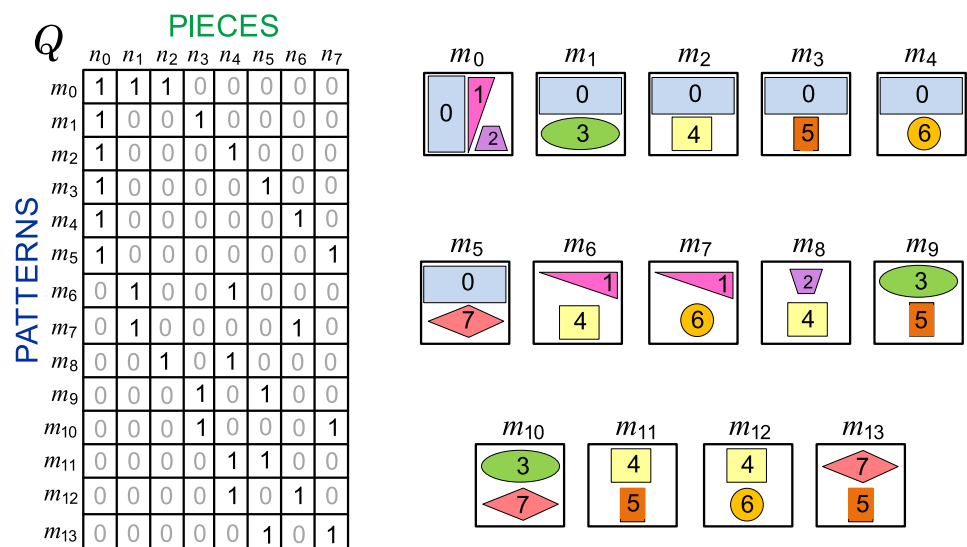 Q PIECES
n0 n1 n2 n3 n4 n5 n6 n7
PATTERNS
m0 1 1 1 0 0 0 0 0
m1 1 0 0 1 0 0 0 0
m2 1 0 0 0 1 0 0 0
m3 1 0 0 0 0 1 0 0
m4 1 0 0 0 0 0 1 0
m5 1 0 0 0 0 0 0 1
m6 0 1 0 0 1 0 0 0
m7 0 1 0 0 0 0 1 0
m8 0 0 1 0 1 0 0 0
m9 0 0 0 1 0 1 0 0
m10 0 0 0 1 0 0 0 1
m11 0 0 0 0 1 1 0 0
m12 0 0 0 0 1 0 1 0
m13 0 0 0 0 0 1 0 1
m0 m1 m2 m3 m4
0 1 2
0 3
0 4
0 5
0 6
m5 m6 m7 m8 m9
0 7
1 4
1 6
2 4
3 5
m10 m11 m12 m13
3 7
4 5
4 6
7 5